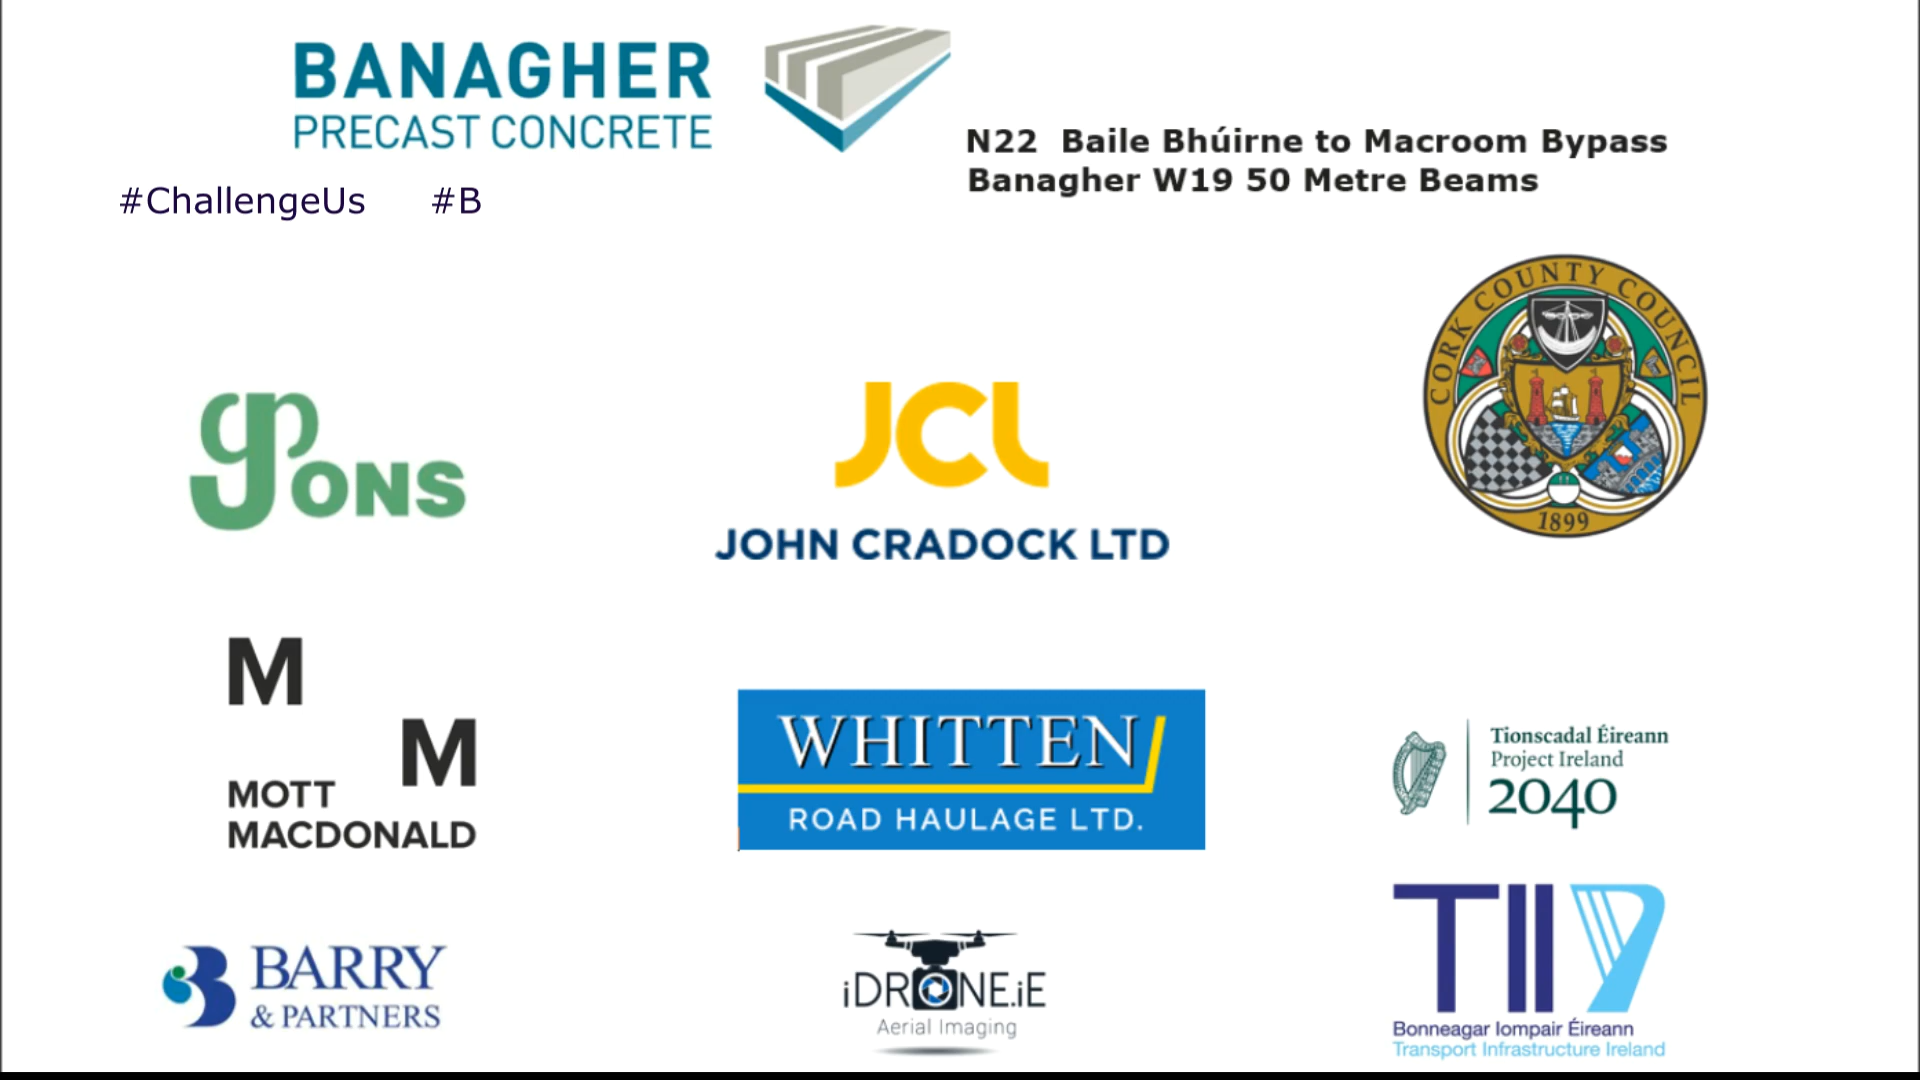 BANAGHER
PRECAST CONCRETE
N22 Baile Bhúirne to Macroom Bypass
Banagher W19 50 Metre Beams
#ChallengeUs #B
CORK COUNTY COUNCIL
1899
JONS
JCL
JOHN CRADOCK LTD
M
M
MOTT
MACDONALD
WHITTEN
ROAD HAULAGE LTD.
Tionscadal Éireann
Project Ireland
2040
BARRY
& PARTNERS
iDRONE.iE
Aerial Imaging
TII
Bonneagar Iompair Éireann
Transport Infrastructure Ireland